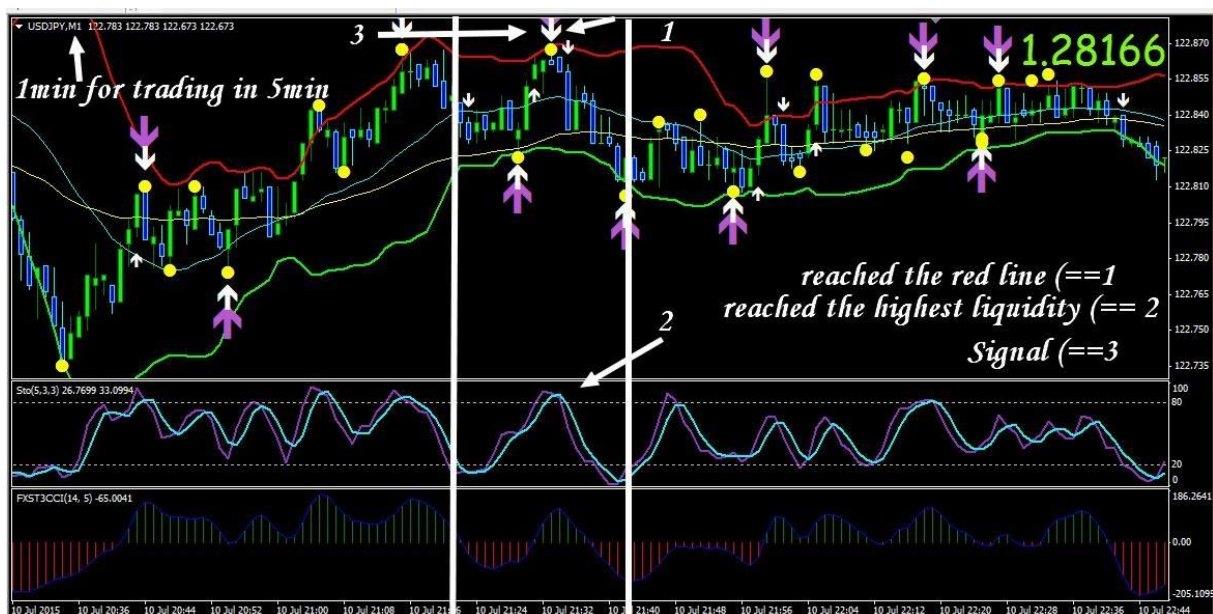 USDJPY,M1 122.783 122.783 122.673 122.673
3
1
1.28166
1min for trading in 5min
122.870
122.855
122.840
122.825
122.810
122.795
122.780
122.765
122.750
122.735
reached the red line (==1
reached the highest liquidity (== 2
Signal (==3
2
Sto(5,3,3) 26.7699 33.0994
100
80
20
0
FXST3CCI(14, 5) -65.0041
186.2641
0.00
-205.1095
10 Jul 2015 10 Jul 20:36 10 Jul 20:44 10 Jul 20:52 10 Jul 21:00 10 Jul 21:08 10 Jul 21:24 10 Jul 21:32 21:40 10 Jul 21:48 10 Jul 21:56 10 Jul 22:04 10 Jul 22:12 10 Jul 22:20 10 Jul 22:28 10 Jul 22:36 10 Jul 22:44